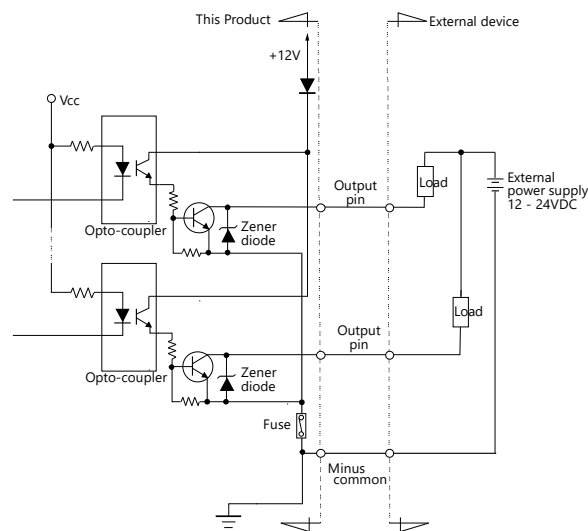 This Product
External device
+12V
Vcc
Opto-coupler
Output
pin
Load
External
power supply
12 - 24VDC
Zener
diode
Load
Output
pin
Opto-coupler
Zener
diode
Fuse
Minus
common